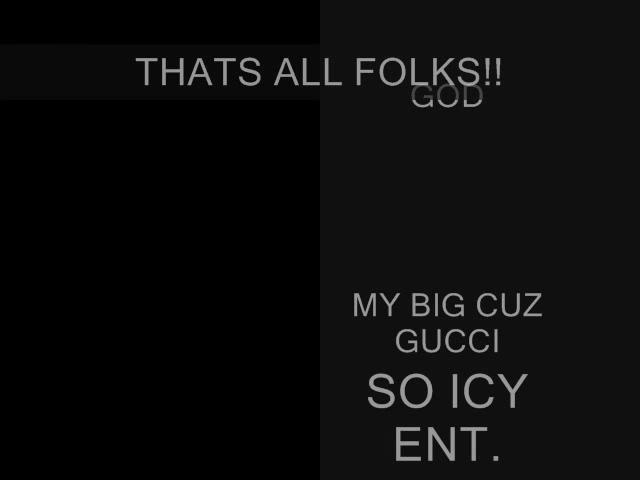 THATS ALL FOLKS!!
GOD
MY BIG CUZ
GUCCI
SO ICY
ENT.